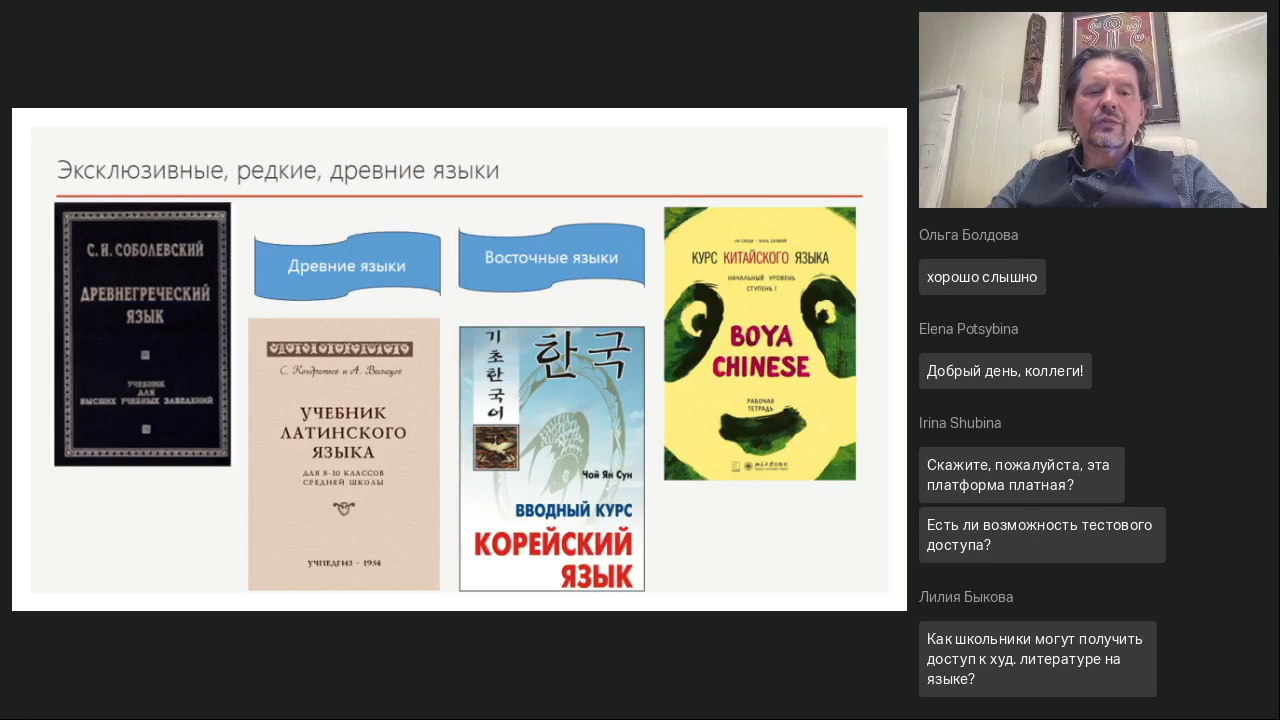 Эксклюзивные, редкие, древние языки
С. И. СОБОЛЕВСКИЙ
ДРЕВНЕГРЕЧЕСКИЙ
ЯЗЫК
УЧЕБНИК
ДЛЯ
ВЫСШИХ УЧЕБНЫХ ЗАВЕДЕНИЙ
Древние языки
С. Кондратьев и А. Васнецов
УЧЕБНИК
ЛАТИНСКОГО
ЯЗЫКА
ДЛЯ 8-10 КЛАССОВ
СРЕДНЕЙ ШКОЛЫ
УЧПЕДГИЗ - 1954
Восточные языки
기초한국어
한국
Чой Ян Сун
ВВОДНЫЙ КУРС
КОРЕЙСКИЙ
ЯЗЫК
КУРС КИТАЙСКОГО ЯЗЫКА
НАЧАЛЬНЫЙ УРОВЕНЬ
СТУПЕНЬ I
BOYA
CHINESE
РАБОЧАЯ
ТЕТРАДЬ
Ольга Болдова
хорошо слышно
Elena Potsybina
Добрый день, коллеги!
Irina Shubina
Скажите, пожалуйста, эта
платформа платная?
Есть ли возможность тестового
доступа?
Лилия Быкова
Как школьники могут получить
доступ к худ. литературе на
языке?